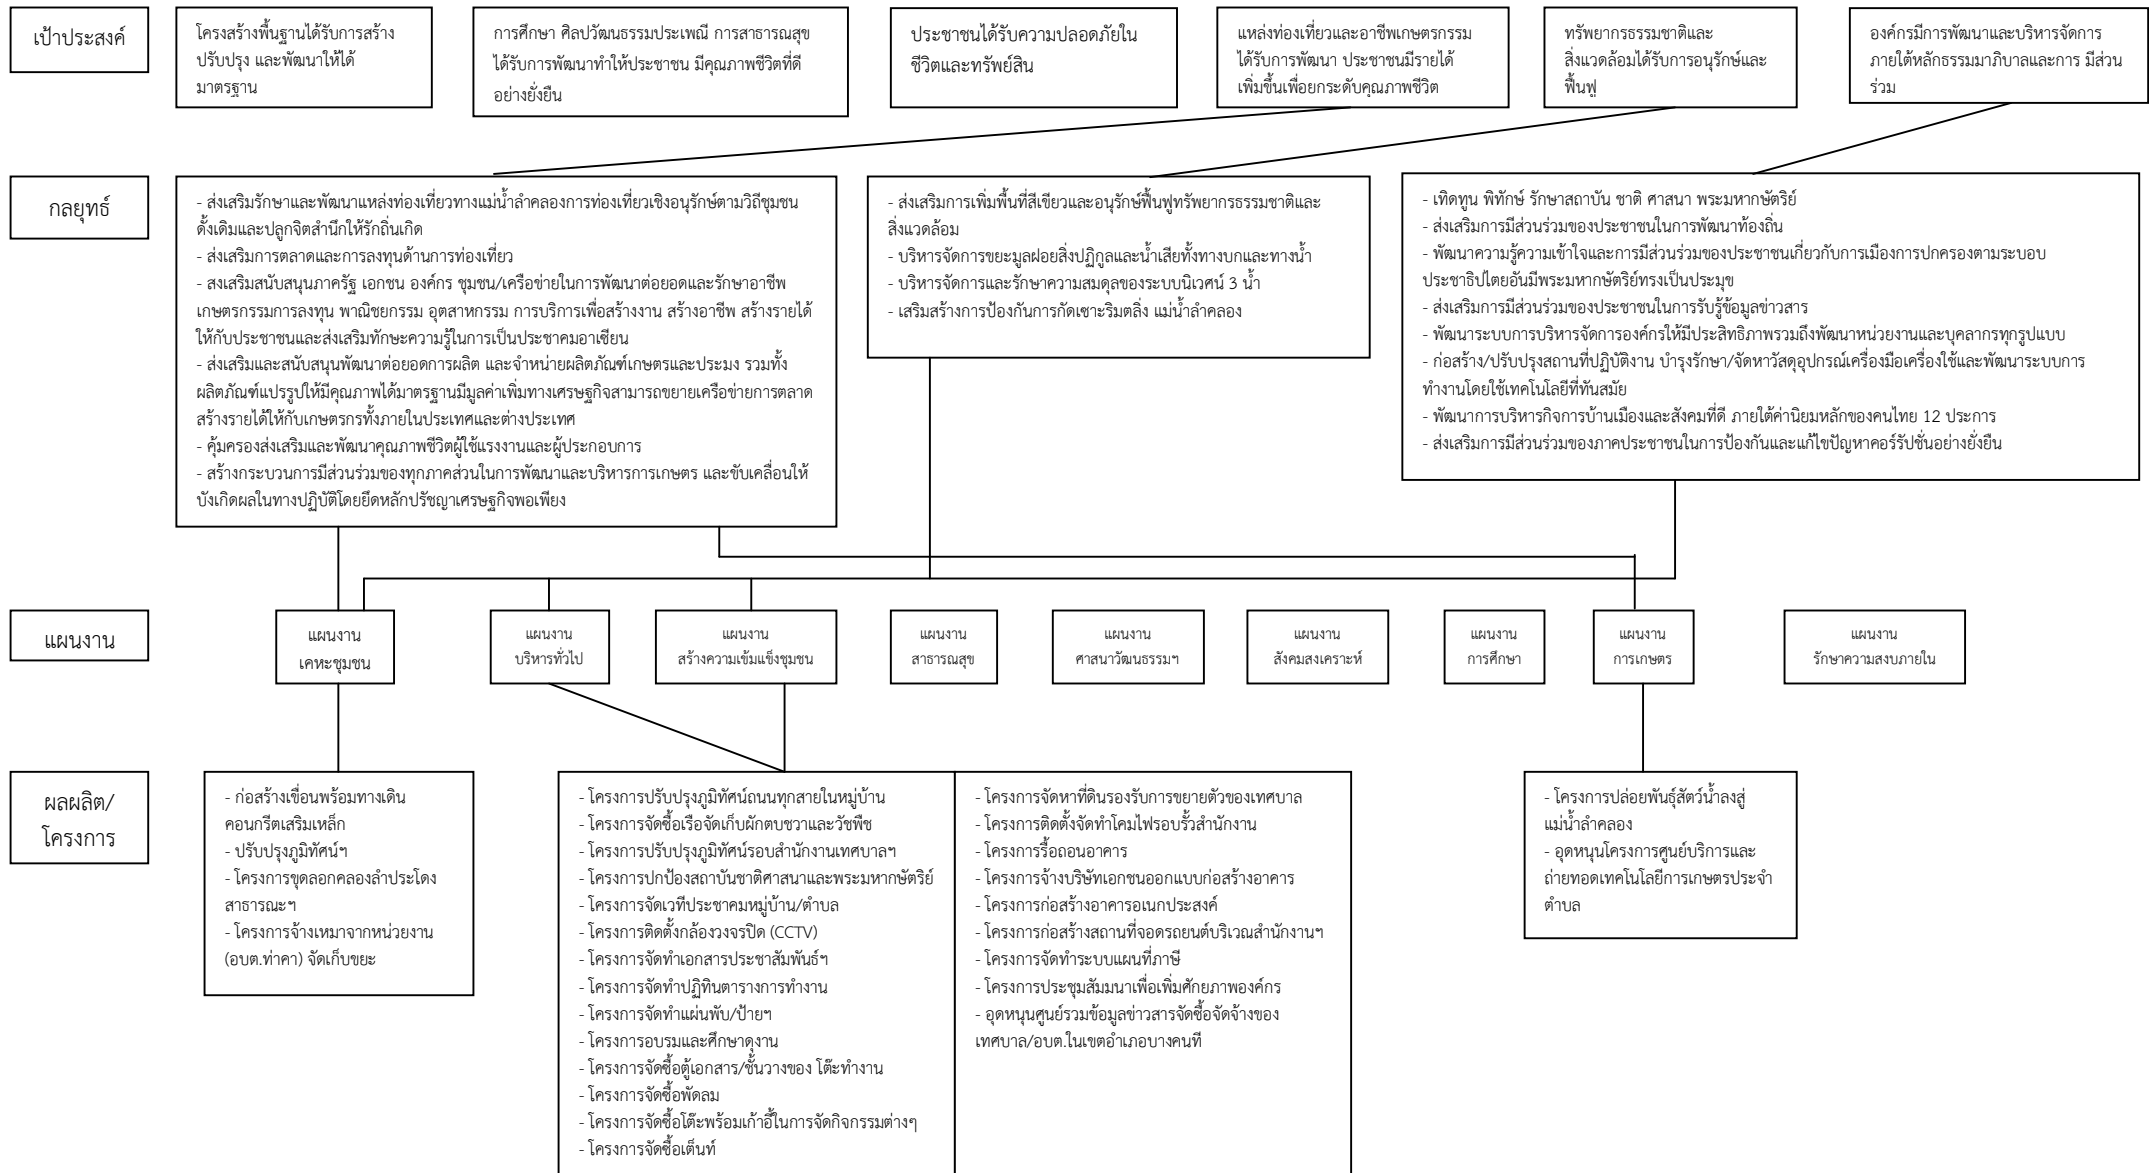 เป้าประสงค์
โครงสร้างพื้นฐานได้รับการสร้าง
ปรับปรุง และพัฒนาให้ได้
มาตรฐาน
การศึกษา ศิลปวัฒนธรรมประเพณี การสาธารณสุข
ได้รับการพัฒนาทำให้ประชาชน มีคุณภาพชีวิตที่ดี
อย่างยั่งยืน
ประชาชนได้รับความปลอดภัยใน
ชีวิตและทรัพย์สิน
แหล่งท่องเที่ยวและอาชีพเกษตรกรรม
ได้รับการพัฒนา ประชาชนมีรายได้
เพิ่มขึ้นเพื่อยกระดับคุณภาพชีวิต
ทรัพยากรธรรมชาติและ
สิ่งแวดล้อมได้รับการอนุรักษ์และ
ฟื้นฟู
องค์กรมีการพัฒนาและบริหารจัดการ
ภายใต้หลักธรรมมาภิบาลและการ มีส่วน
ร่วม
กลยุทธ์
- ส่งเสริมรักษาและพัฒนาแหล่งท่องเที่ยวทางแม่น้ำลำคลองการท่องเที่ยวเชิงอนุรักษ์ตามวิถีชุมชน
ดั้งเดิมและปลูกจิตสำนึกให้รักถิ่นเกิด
- ส่งเสริมการตลาดและการลงทุนด้านการท่องเที่ยว
- สงเสริมสนับสนุนภาครัฐ เอกชน องค์กร ชุมชน/เครือข่ายในการพัฒนาต่อยอดและรักษาอาชีพ
เกษตรกรรมการลงทุน พาณิชยกรรม อุตสาหกรรม การบริการเพื่อสร้างงาน สร้างอาชีพ สร้างรายได้
ให้กับประชาชนและส่งเสริมทักษะความรู้ในการเป็นประชาคมอาเซียน
- ส่งเสริมและสนับสนุนพัฒนาต่อยอดการผลิต และจำหน่ายผลิตภัณฑ์เกษตรและประมง รวมทั้ง
ผลิตภัณฑ์แปรรูปให้มีคุณภาพได้มาตรฐานมีมูลค่าเพิ่มทางเศรษฐกิจสามารถขยายเครือข่ายการตลาด
สร้างรายได้ให้กับเกษตรกรทั้งภายในประเทศและต่างประเทศ
- คุ้มครองส่งเสริมและพัฒนาคุณภาพชีวิตผู้ใช้แรงงานและผู้ประกอบการ
- สร้างกระบวนการมีส่วนร่วมของทุกภาคส่วนในการพัฒนาและบริหารการเกษตร และขับเคลื่อนให้
บังเกิดผลในทางปฏิบัติโดยยึดหลักปรัชญาเศรษฐกิจพอเพียง
- ส่งเสริมการเพิ่มพื้นที่สีเขียวและอนุรักษ์ฟื้นฟูทรัพยากรธรรมชาติและ
สิ่งแวดล้อม
- บริหารจัดการขยะมูลฝอยสิ่งปฏิกูลและน้ำเสียทั้งทางบกและทางน้ำ
- บริหารจัดการและรักษาความสมดุลของระบบนิเวศน์ 3 น้ำ
- เสริมสร้างการป้องกันการกัดเซาะริมตลิ่ง แม่น้ำลำคลอง
- เทิดทูน พิทักษ์ รักษาสถาบัน ชาติ ศาสนา พระมหากษัตริย์
- ส่งเสริมการมีส่วนร่วมของประชาชนในการพัฒนาท้องถิ่น
- พัฒนาความรู้ความเข้าใจและการมีส่วนร่วมของประชาชนเกี่ยวกับการเมืองการปกครองตามระบอบ
ประชาธิปไตยอันมีพระมหากษัตริย์ทรงเป็นประมุข
- ส่งเสริมการมีส่วนร่วมของประชาชนในการรับรู้ข้อมูลข่าวสาร
- พัฒนาระบบการบริหารจัดการองค์กรให้มีประสิทธิภาพรวมถึงพัฒนาหน่วยงานและบุคลากรทุกรูปแบบ
- ก่อสร้าง/ปรับปรุงสถานที่ปฏิบัติงาน บำรุงรักษา/จัดหาวัสดุอุปกรณ์เครื่องมือเครื่องใช้และพัฒนาระบบการ
ทำงานโดยใช้เทคโนโลยีที่ทันสมัย
- พัฒนาการบริหารกิจการบ้านเมืองและสังคมที่ดี ภายใต้ค่านิยมหลักของคนไทย 12 ประการ
- ส่งเสริมการมีส่วนร่วมของภาคประชาชนในการป้องกันและแก้ไขปัญหาคอร์รัปชั่นอย่างยั่งยืน
แผนงาน
แผนงาน
เคหะชุมชน
แผนงาน
บริหารทั่วไป
แผนงาน
สร้างความเข้มแข็งชุมชน
แผนงาน
สาธารณสุข
แผนงาน
ศาสนาวัฒนธรรมฯ
แผนงาน
สังคมสงเคราะห์
แผนงาน
การศึกษา
แผนงาน
การเกษตร
แผนงาน
รักษาความสงบภายใน
ผลผลิต/
โครงการ
- ก่อสร้างเขื่อนพร้อมทางเดิน
คอนกรีตเสริมเหล็ก
- ปรับปรุงภูมิทัศน์ฯ
- โครงการขุดลอกคลองลำประโดง
สาธารณะฯ
- โครงการจ้างเหมาจากหน่วยงาน
(อบต.ท่าคา) จัดเก็บขยะ
- โครงการปรับปรุงภูมิทัศน์ถนนทุกสายในหมู่บ้าน
- โครงการจัดซื้อเรือจัดเก็บผักตบชวาและวัชพืช
- โครงการปรับปรุงภูมิทัศน์รอบสำนักงานเทศบาลฯ
- โครงการปกป้องสถาบันชาติศาสนาและพระมหากษัตริย์
- โครงการจัดเวทีประชาคมหมู่บ้าน/ตำบล
- โครงการติดตั้งกล้องวงจรปิด (CCTV)
- โครงการจัดทำเอกสารประชาสัมพันธ์ฯ
- โครงการจัดทำปฏิทินตารางการทำงาน
- โครงการจัดทำแผ่นพับ/ป้ายฯ
- โครงการอบรมและศึกษาดุงาน
- โครงการจัดซื้อตู้เอกสาร/ชั้นวางของ โต๊ะทำงาน
- โครงการจัดซื้อพัดลม
- โครงการจัดซื้อโต๊ะพร้อมเก้าอี้ในการจัดกิจกรรมต่างๆ
- โครงการจัดซื้อเต็นท์
- โครงการจัดหาที่ดินรองรับการขยายตัวของเทศบาล
- โครงการติดตั้งจัดทำโคมไฟรอบรั้วสำนักงาน
- โครงการรื้อถอนอาคาร
- โครงการจ้างบริษัทเอกชนออกแบบก่อสร้างอาคาร
- โครงการก่อสร้างอาคารอเนกประสงค์
- โครงการก่อสร้างสถานที่จอดรถยนต์บริเวณสำนักงานฯ
- โครงการจัดทำระบบแผนที่ภาษี
- โครงการประชุมสัมมนาเพื่อเพิ่มศักยภาพองค์กร
- อุดหนุนศูนย์รวมข้อมูลข่าวสารจัดซื้อจัดจ้างของ
เทศบาล/อบต.ในเขตอำเภอบางคนที
- โครงการปล่อยพันธุ์สัตว์น้ำลงสู่
แม่น้ำลำคลอง
- อุดหนุนโครงการศูนย์บริการและ
ถ่ายทอดเทคโนโลยีการเกษตรประจำ
ตำบล